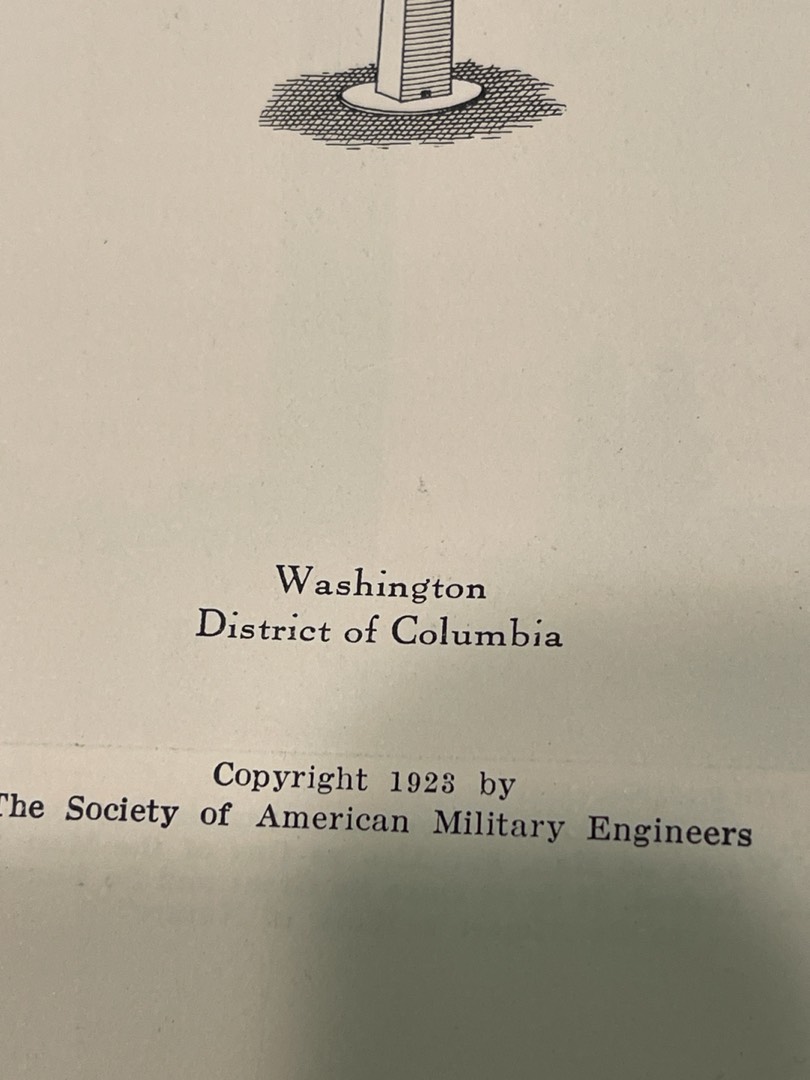 Washington
District of Columbia
Copyright 1923 by
The Society of American Military Engineers